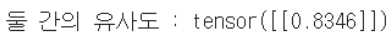 둘 간의 유사도 : tensor([[0.8346]])